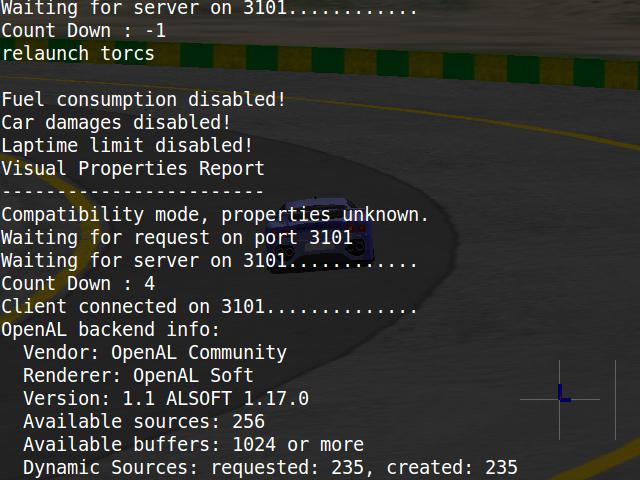 Waiting for server on 3101............
Count Down : -1
relaunch torcs
Fuel consumption disabled!
Car damages disabled!
Laptime limit disabled!
Visual Properties Report
------------------------
Compatibility mode, properties unknown.
Waiting for request on port 3101
Waiting for server on 3101............
Count Down : 4
Client connected on 3101..............
OpenAL backend info:
  Vendor: OpenAL Community
  Renderer: OpenAL Soft
  Version: 1.1 ALSOFT 1.17.0
  Available sources: 256
  Available buffers: 1024 or more
  Dynamic Sources: requested: 235, created: 235